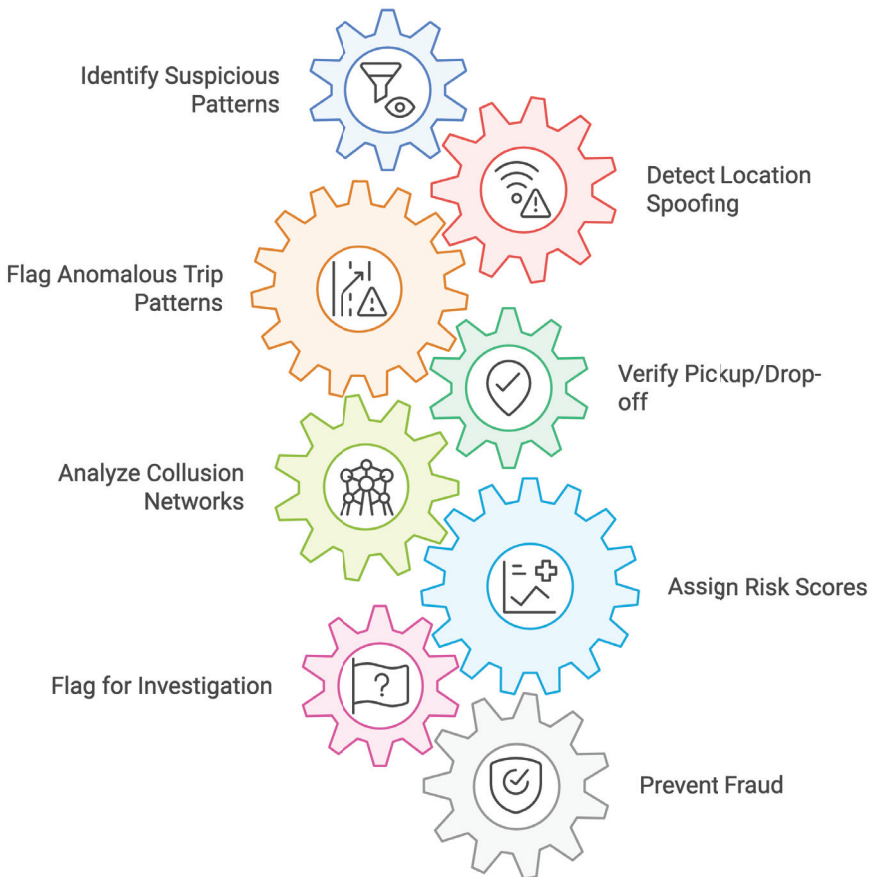 Identify Suspicious
Patterns
Detect Location
Spoofing
Flag Anomalous Trip
Patterns
Verify Pickup/Drop-
off
Analyze Collusion
Networks
Assign Risk Scores
Flag for Investigation
?
Prevent Fraud